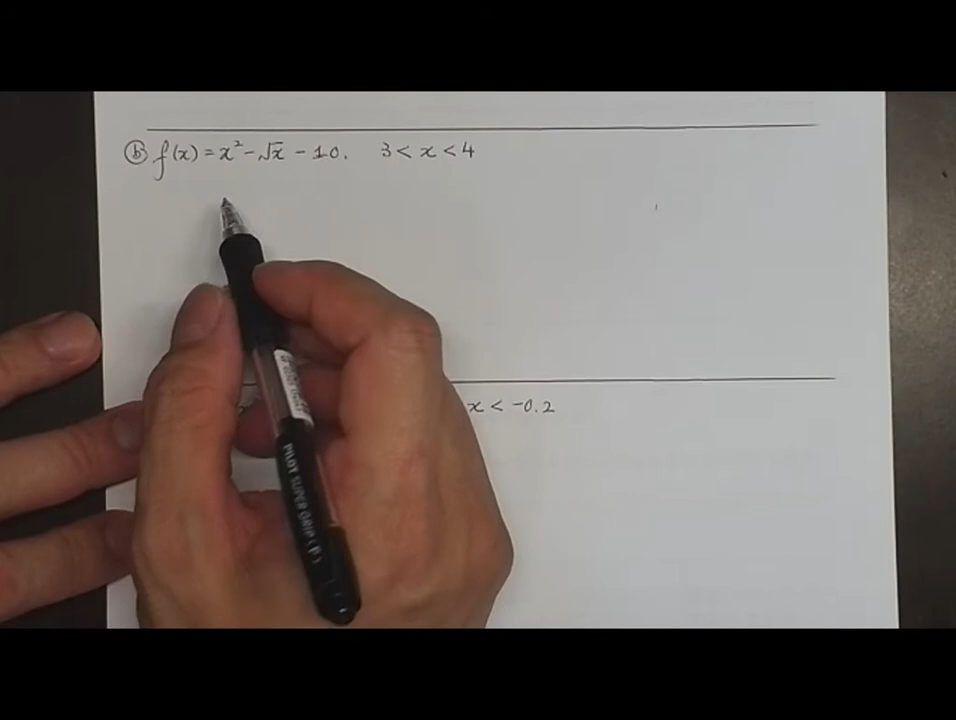 ⓑ f(x) = x² - √x - 10. 3 < x < 4
x < -0.2
PILOT SUPER GRIP (F)